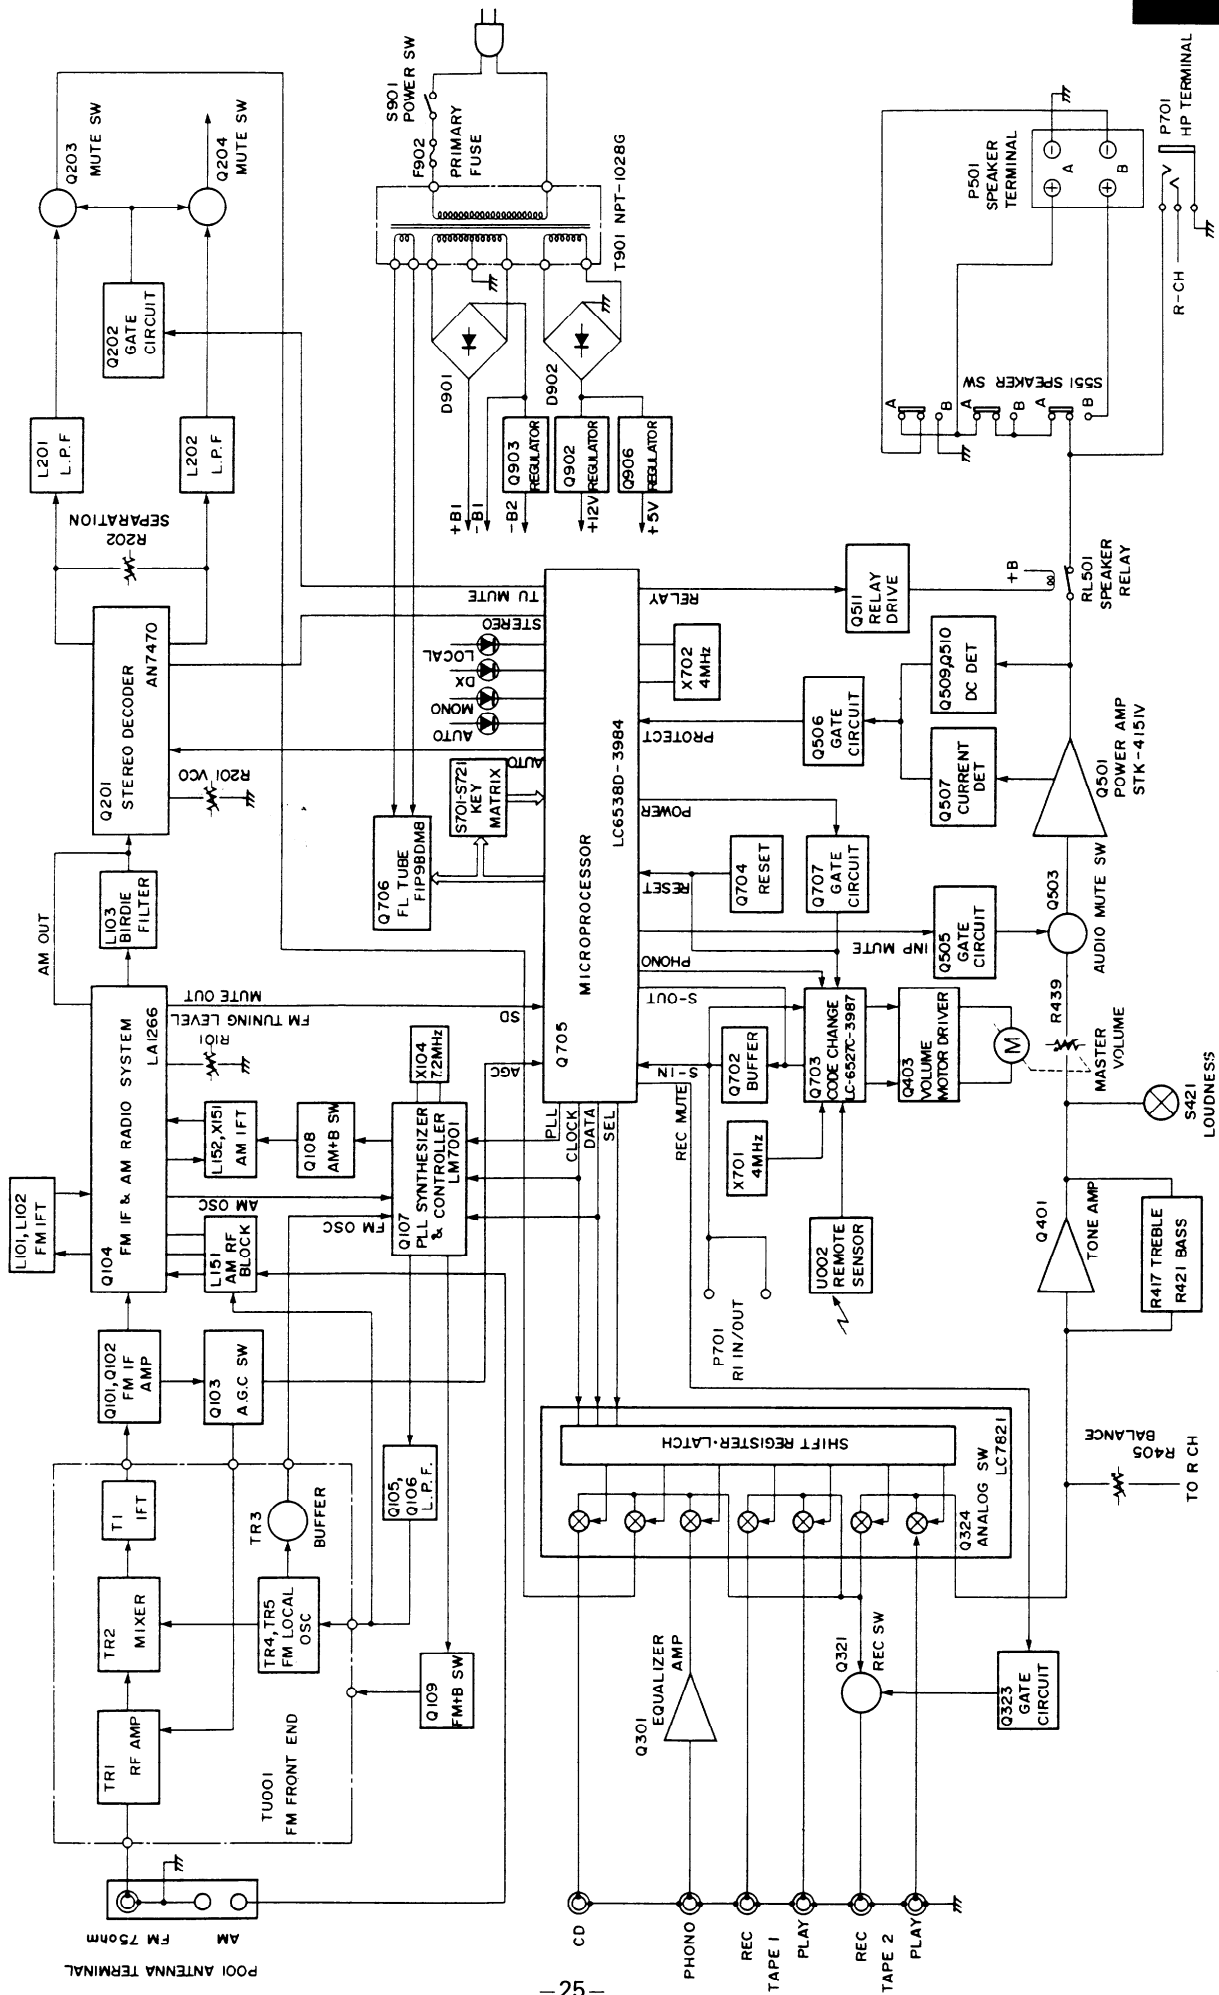 P001 ANTENNA TERMINAL
FM 75ohm
AM
TU001
FM FRONT END
TR1
RF AMP
TR2
MIXER
T1
IFT
TR4, TR5
FM LOCAL
OSC
TR3
BUFFER
Q101, Q102
FM IF
AMP
Q103
A.G.C SW
L101, L102
FM IFT
Q104
FM IF & AM RADIO SYSTEM
LA1266
AM OUT
L151
AM RF
BLOCK
AM OSC
L152, X151
AM IFT
R101
FM TUNING LEVEL
MUTE OUT
L103
BIRDIE
FILTER
Q201
STEREO DECODER
AN7470
R201 VCO
R202
SEPARATION
L201
L.P.F
L202
L.P.F
Q202
GATE
CIRCUIT
Q203
MUTE SW
Q204
MUTE SW
Q105,
Q106
L.P.F.
Q109
FM+B SW
Q107
PLL SYNTHESIZER
& CONTROLLER
LM7001
FM OSC
Q108
AM+B SW
X104
7.2MHz
AGC
SD
PLL
CLOCK
DATA
SEL
Q705
MICROPROCESSOR
LC6538D-3984
Q706
FL TUBE
FIP9BDM8
S701-S721
KEY
MATRIX
AUTO
AUTO
MONO
DX
LOCAL
STEREO
TU MUTE
S901
POWER SW
F902
PRIMARY
FUSE
T901 NPT-1028G
D901
D902
+B1
-B1
-B2
+12V
+5V
Q903
REGULATOR
Q902
REGULATOR
Q906
REGULATOR
REC MUTE
S-IN
S-OUT
PHONO
INP MUTE
RESET
POWER
PROTECT
RELAY
Q702
BUFFER
X701
4MHz
U002
REMOTE
SENSOR
P701
RI IN/OUT
Q703
CODE CHANGE
LC-6527C-3987
Q403
VOLUME
MOTOR DRIVER
M
Q704
RESET
Q707
GATE
CIRCUIT
Q505
GATE
CIRCUIT
X702
4MHz
Q506
GATE
CIRCUIT
Q507
CURRENT
DET
Q509, Q510
DC DET
Q511
RELAY
DRIVE
+B
RL501
SPEAKER
RELAY
Q501
POWER AMP
STK-4151V
Q503
AUDIO MUTE SW
R439
MASTER
VOLUME
S421
LOUDNESS
Q401
TONE AMP
R417 TREBLE
R421 BASS
R405
BALANCE
TO R CH
SHIFT REGISTER·LATCH
Q324
ANALOG SW
LC7821
Q301
EQUALIZER
AMP
Q321
REC SW
Q323
GATE
CIRCUIT
CD
PHONO
REC
TAPE 1
PLAY
REC
TAPE 2
PLAY
S551 SPEAKER SW
A
B
A
B
A
B
P501
SPEAKER
TERMINAL
A
B
P701
HP TERMINAL
R-CH
-25-